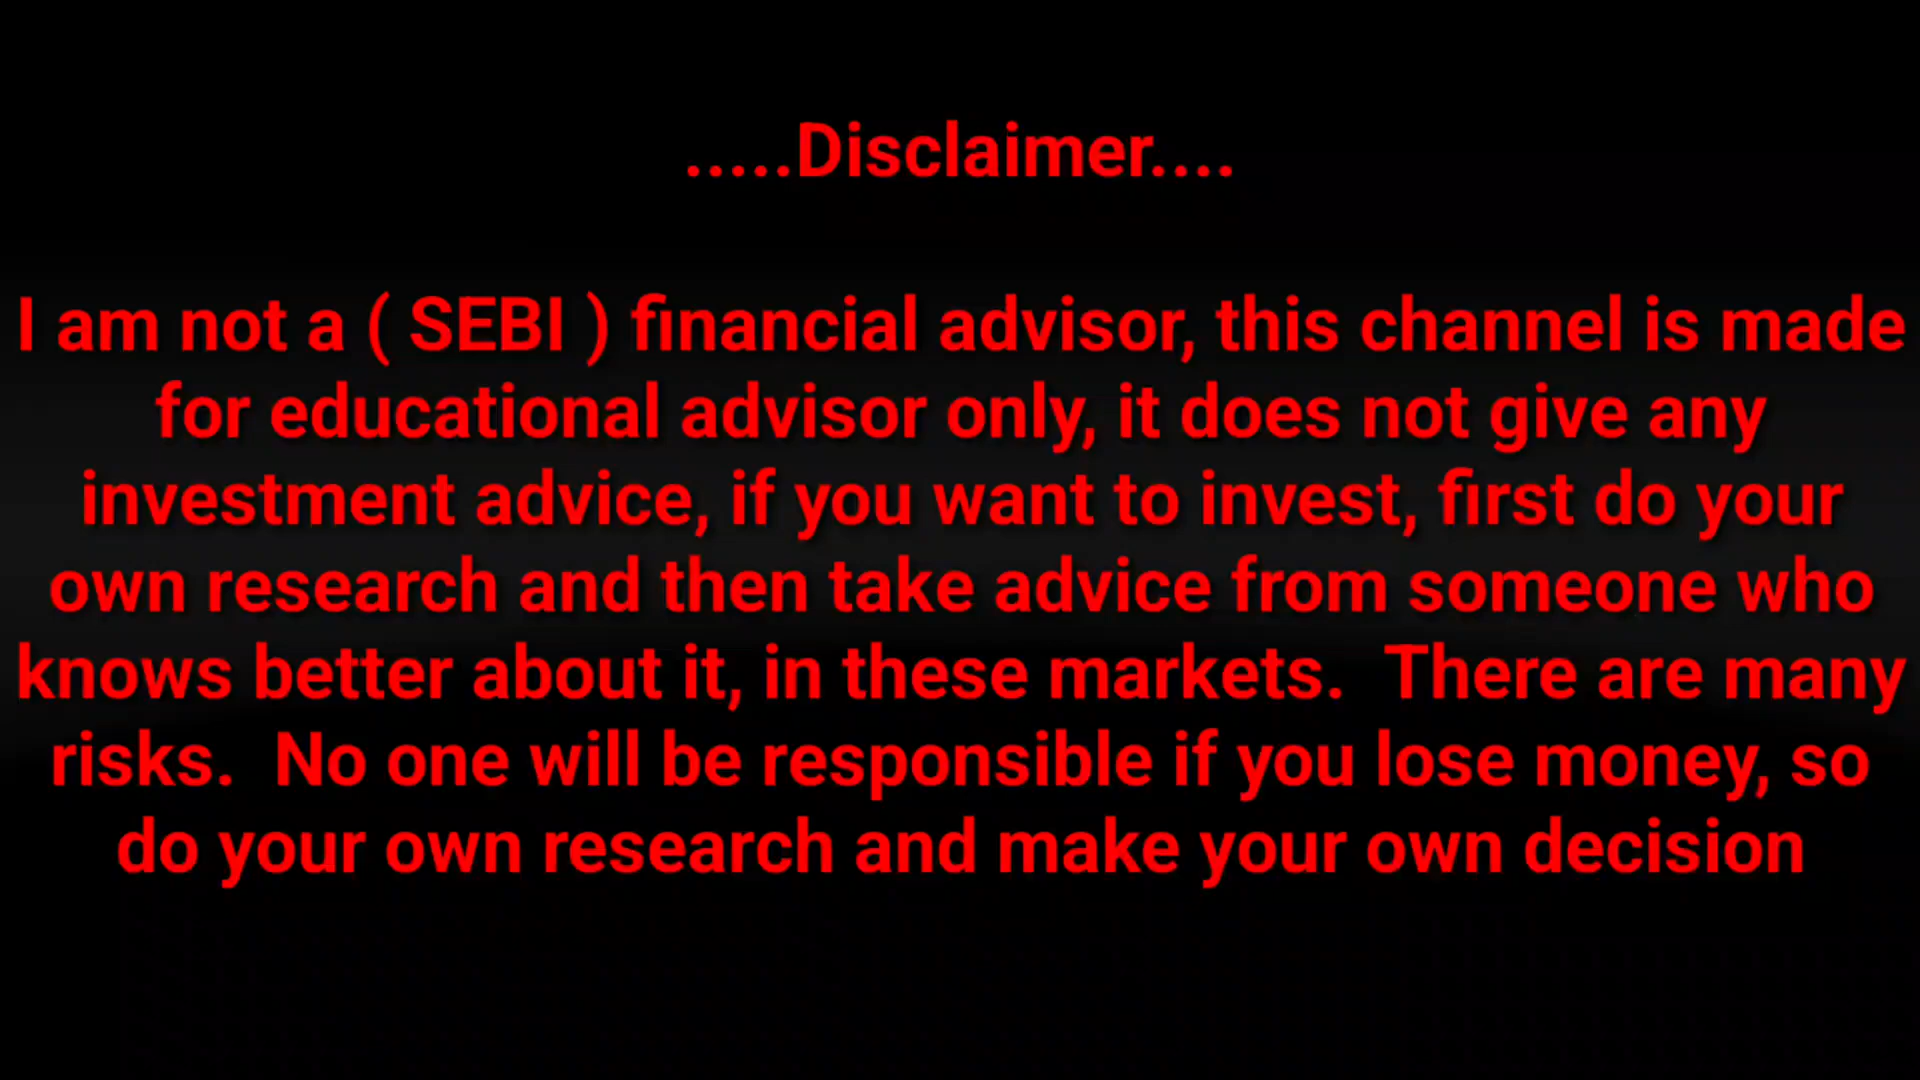 .....Disclaimer....
I am not a ( SEBI ) financial advisor, this channel is made
for educational advisor only, it does not give any
investment advice, if you want to invest, first do your
own research and then take advice from someone who
knows better about it, in these markets.  There are many
risks.  No one will be responsible if you lose money, so
do your own research and make your own decision